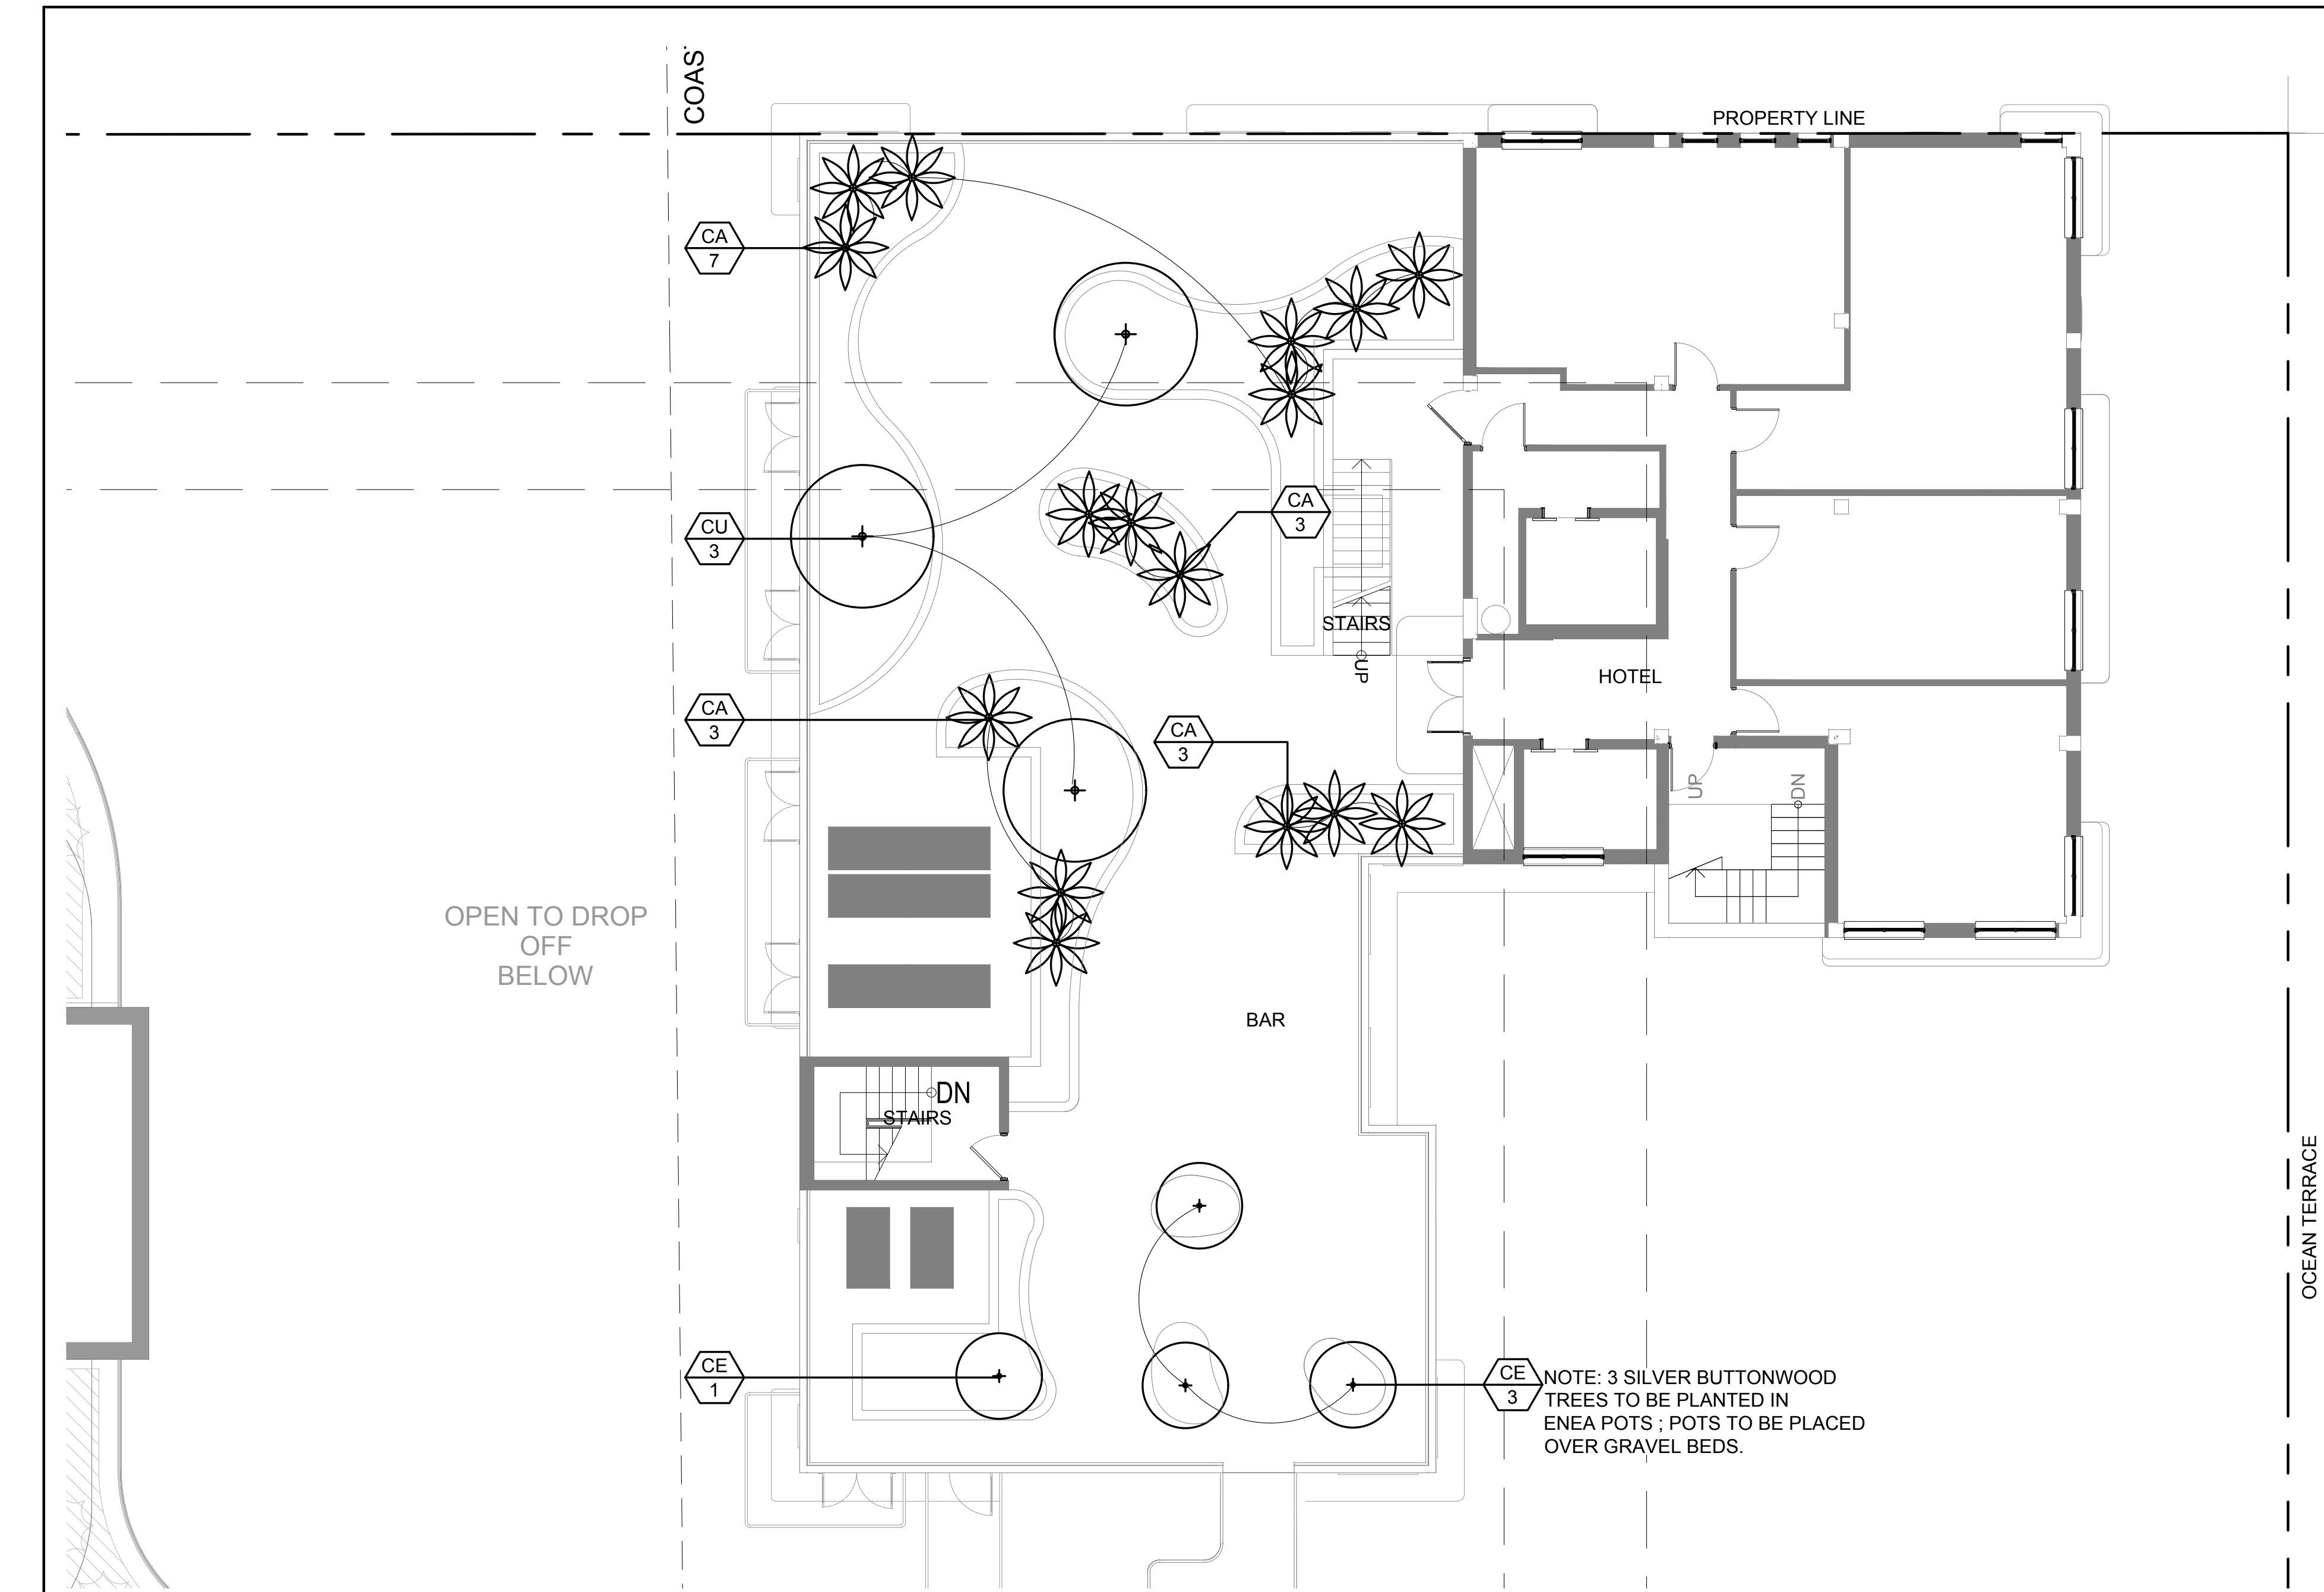 COAS
PROPERTY LINE
CA
7
CU
3
CA
3
STAIRS
UP
HOTEL
CA
3
CA
3
UP
DN
OPEN TO DROP
OFF
BELOW
BAR
DN
STAIRS
OCEAN TERRACE
CE
1
CE
3
NOTE: 3 SILVER BUTTONWOOD
TREES TO BE PLANTED IN
ENEA POTS ; POTS TO BE PLACED
OVER GRAVEL BEDS.